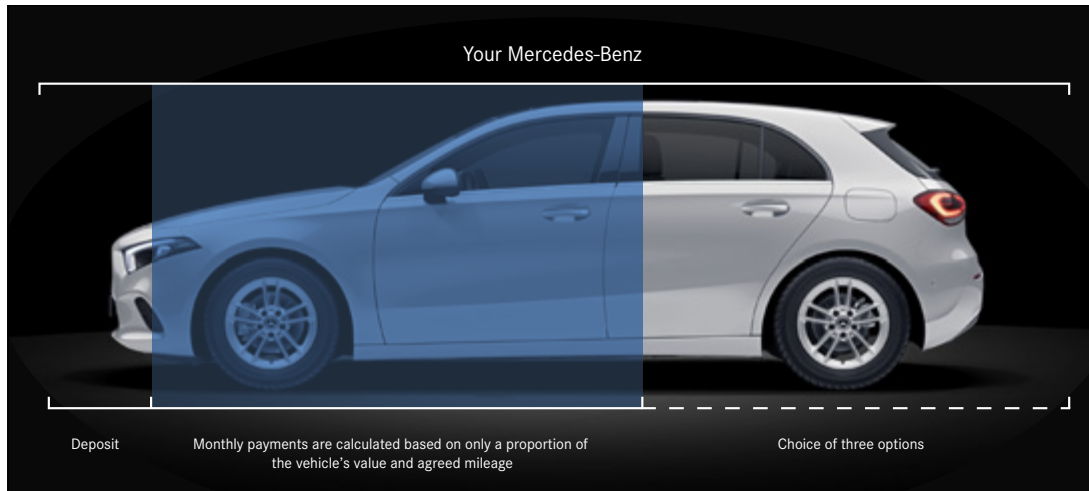 Your Mercedes-Benz
Deposit
Monthly payments are calculated based on only a proportion of
the vehicle's value and agreed mileage
Choice of three options